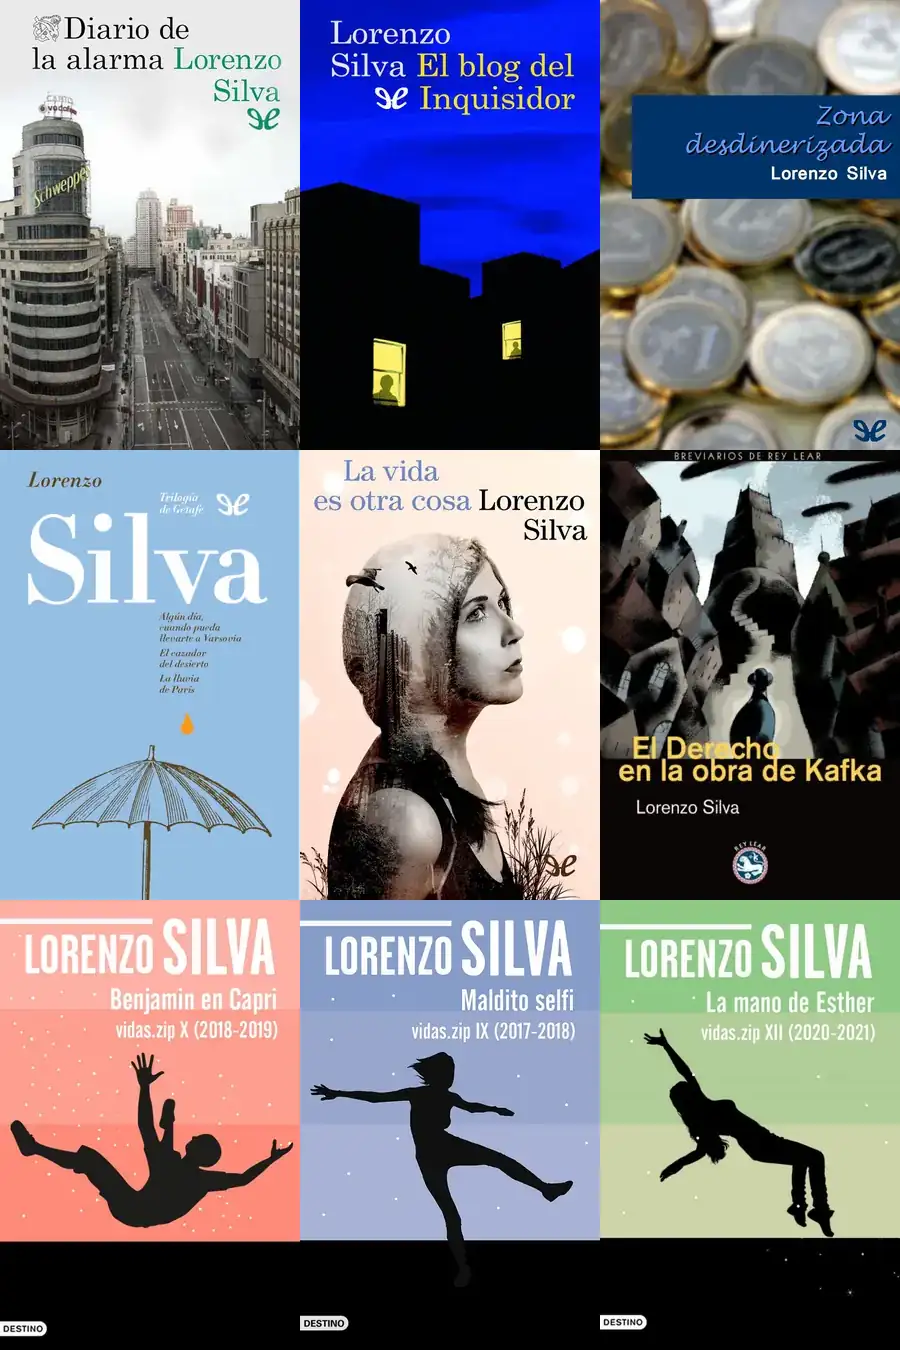 Diario de
la alarma Lorenzo
Silva
vodafone
Schweppes
Lorenzo
Silva El blog del
Inquisidor
Zona
desdinerizada
Lorenzo Silva
Lorenzo
Silva
Trilogía
de Getafe
Algún día,
cuando pueda
llevarte a Varsovia
El cazador
del desierto
La lluvia
de París
La vida
es otra cosa Lorenzo
Silva
BREVIARIOS DE REY LEAR
El Derecho
en la obra de Kafka
Lorenzo Silva
REY LEAR
LORENZO SILVA
Benjamin en Capri
vidas.zip X (2018-2019)
DESTINO
LORENZO SILVA
Maldito selfi
vidas.zip IX (2017-2018)
DESTINO
LORENZO SILVA
La mano de Esther
vidas.zip XII (2020-2021)
DESTINO